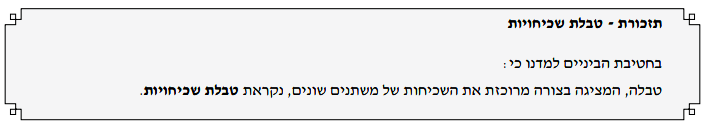 תזכורת - טבלת שכיחויות
בחטיבת הביניים למדנו כי :
טבלה, המציגה בצורה מרוכזת את השכיחות של משתנים שונים, נקראת טבלת שכיחויות.